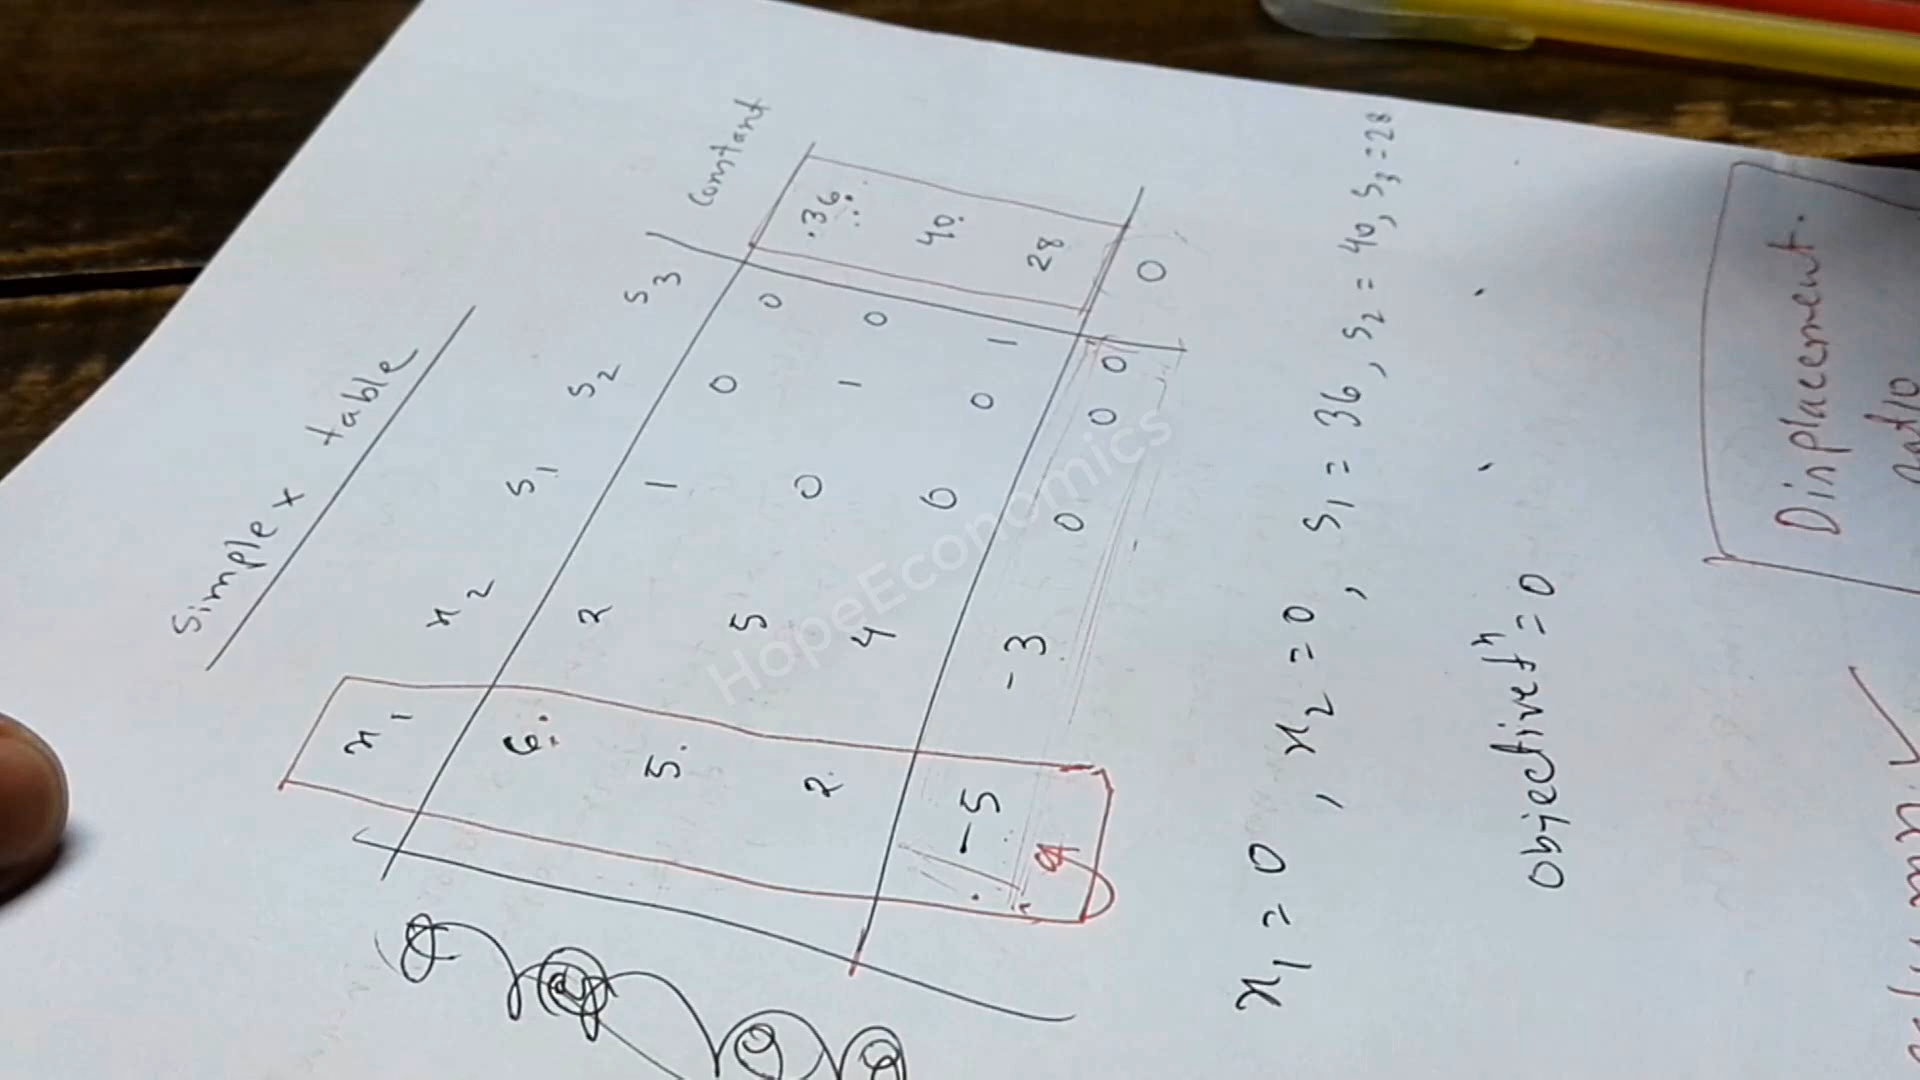 simplex table
x1 x2 s1 s2 s3 constant
6 2 1 0 0 36
5 5 0 1 0 40
2 4 0 0 1 28
-5 -3 0 0 0 0
x1 = 0, x2 = 0, s1 = 36, s2 = 40, s3 = 28
objective fn = 0
Displacement
ratio
HopeEconomics